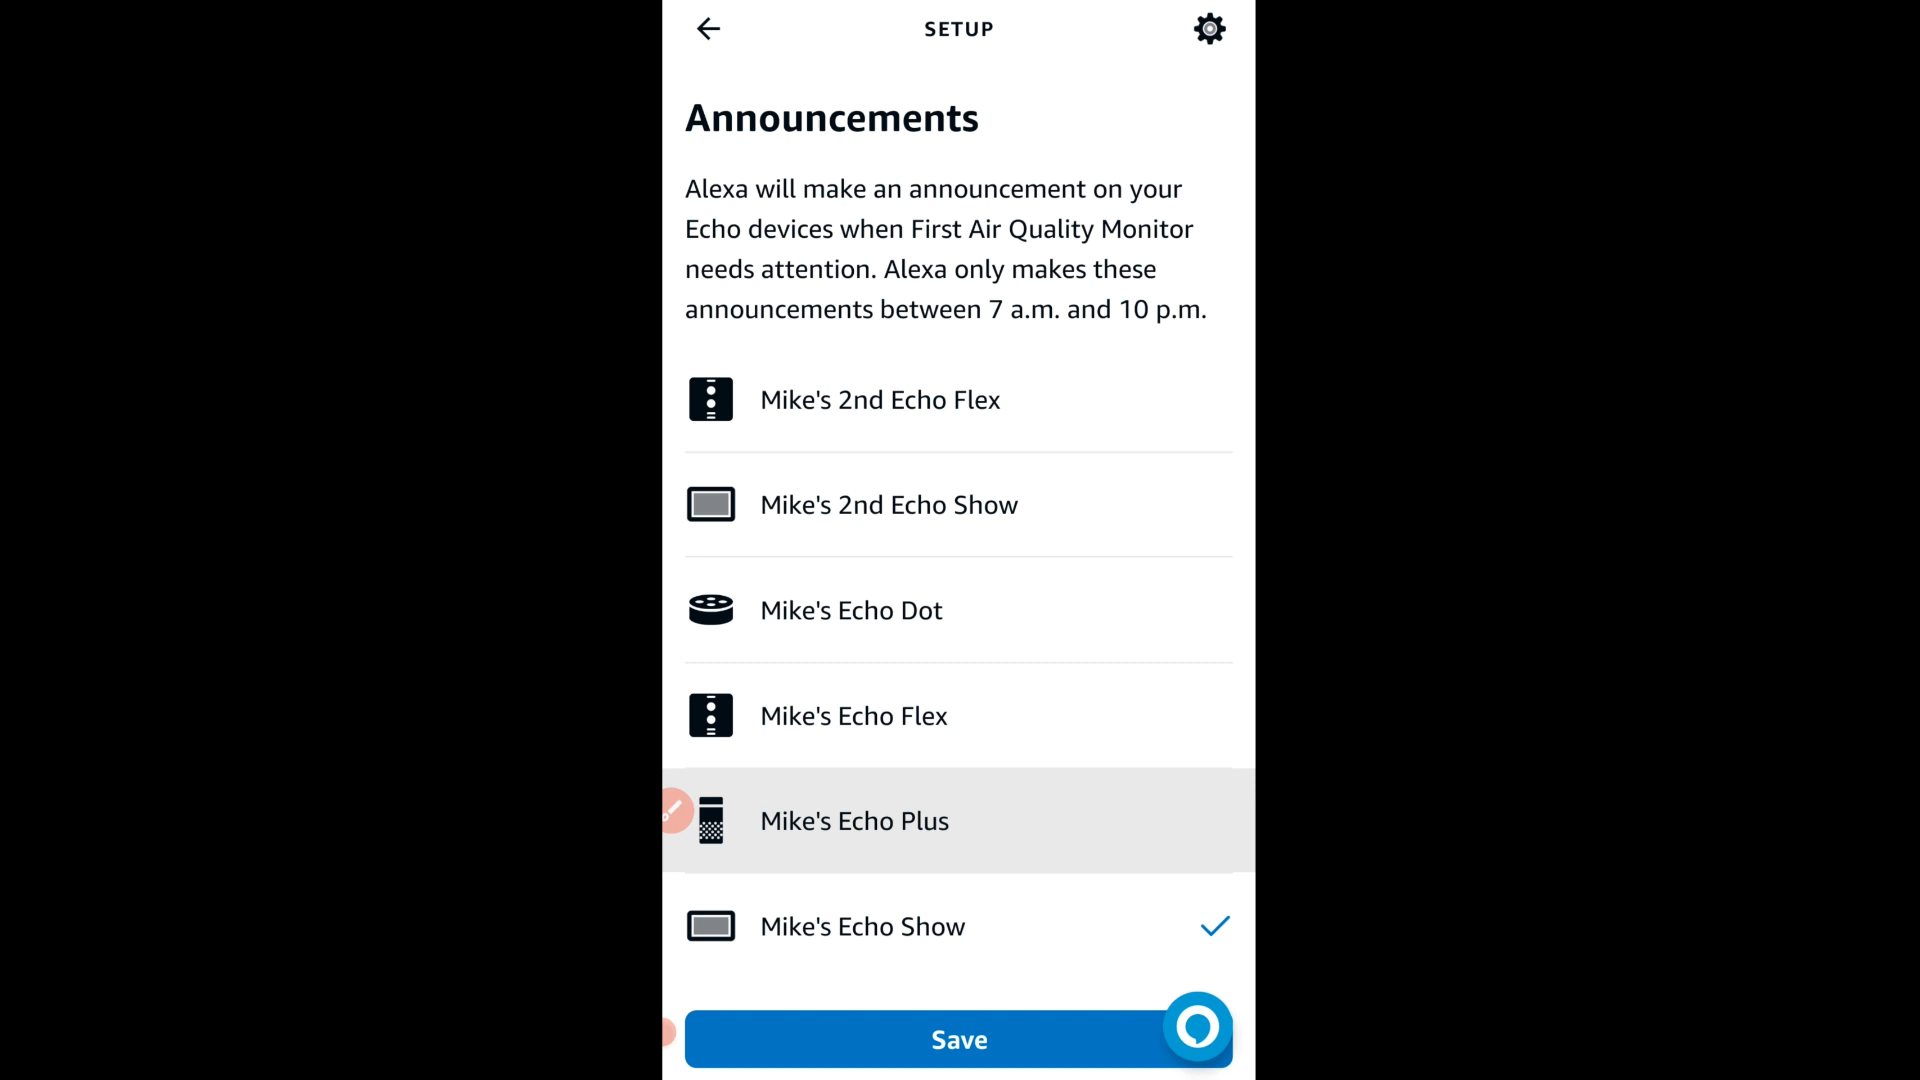 SETUP
Announcements
Alexa will make an announcement on your
Echo devices when First Air Quality Monitor
needs attention. Alexa only makes these
announcements between 7 a.m. and 10 p.m.
Mike's 2nd Echo Flex
Mike's 2nd Echo Show
Mike's Echo Dot
Mike's Echo Flex
Mike's Echo Plus
Mike's Echo Show
Save